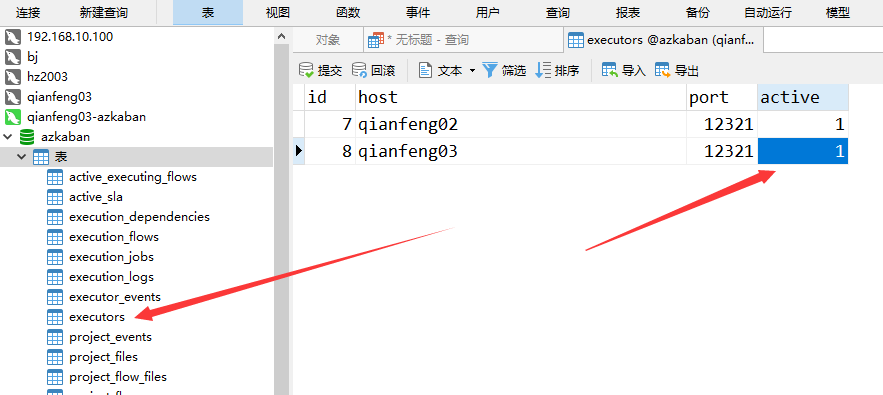 连接 新建查询 表 视图 函数 事件 用户 查询 报表 备份 自动运行 模型
192.168.10.100
bj
hz2003
qianfeng03
qianfeng03-azkaban
azkaban
表
active_executing_flows
active_sla
execution_dependencies
execution_flows
execution_jobs
execution_logs
executor_events
executors
project_events
project_files
project_flow_files
对象 * 无标题 - 查询 executors @azkaban (qianf...
提交 回滚 文本 筛选 排序 导入 导出
id host port active
7 qianfeng02 12321 1
8 qianfeng03 12321 1